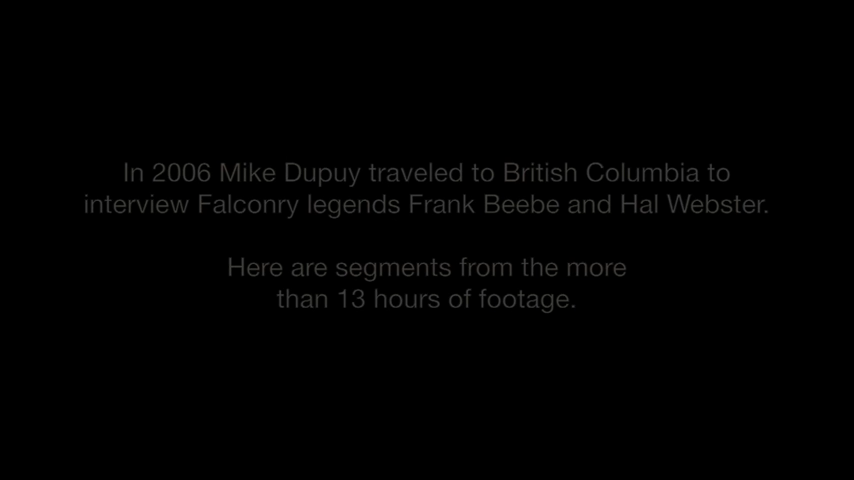 In 2006 Mike Dupuy traveled to British Columbia to
interview Falconry legends Frank Beebe and Hal Webster.
Here are segments from the more
than 13 hours of footage.